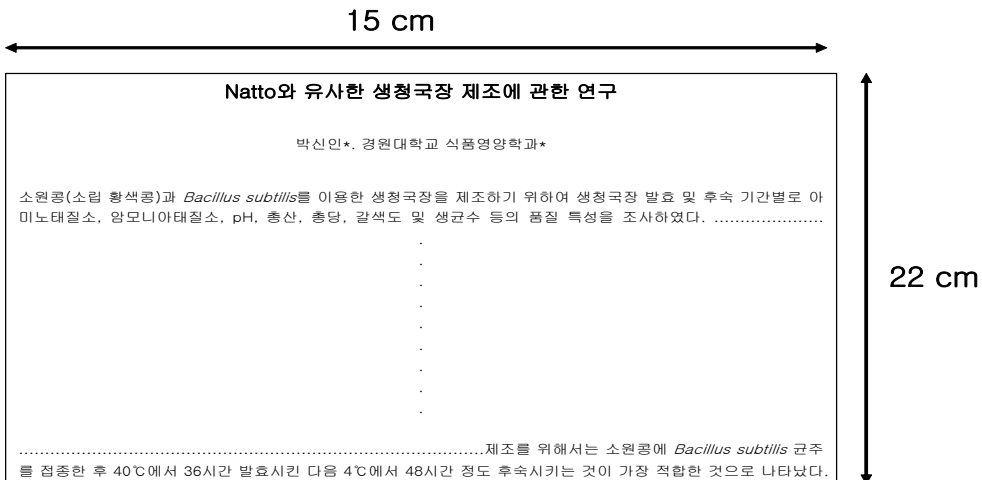 15 cm
Natto와 유사한 생청국장 제조에 관한 연구
22 cm
박신인*. 경원대학교 식품영양학과*
소원콩(소립 황색콩)과 Bacillus subtilis를 이용한 생청국장을 제조하기 위하여 생청국장 발효 및 후숙 기간별로 아
미노태질소, 암모니아태질소, pH, 총산, 총당, 갈색도 및 생균수 등의 품질 특성을 조사하였다. .....................
.
.
.
.
.
.
.
.
.
.........................................................................................제조를 위해서는 소원콩에 Bacillus subtilis 균주
를 접종한 후 40℃에서 36시간 발효시킨 다음 4℃에서 48시간 정도 후숙시키는 것이 가장 적합한 것으로 나타났다.